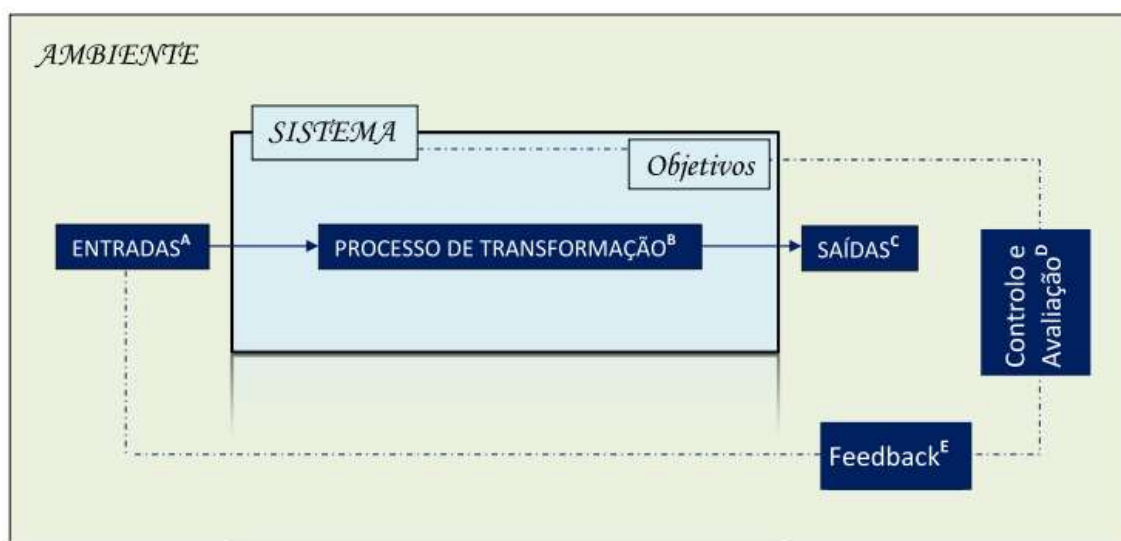 AMBIENTE
SISTEMA
Objetivos
ENTRADAS^A
PROCESSO DE TRANSFORMAÇÃO^B
SAÍDAS^C
Controlo e
Avaliação^D
Feedback^E